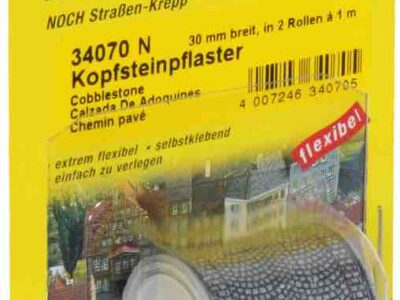 NOCH Straßen-Krepp
34070 N
30 mm breit, in 2 Rollen à 1 m
Kopfsteinpflaster
Cobblestone
Calzada De Adoquines
Chemin pavé
4 007246 340705
flexibel
extrem flexibel • selbstklebend
einfach zu verlegen